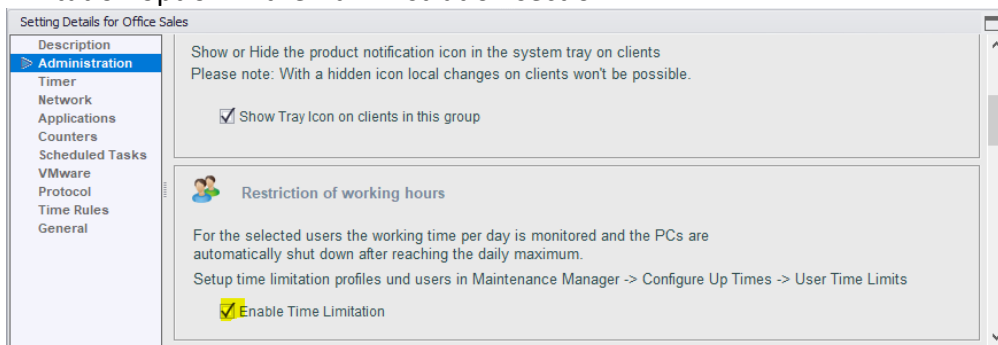 Setting Details for Office Sales
Description
Administration
Timer
Network
Applications
Counters
Scheduled Tasks
VMware
Protocol
Time Rules
General
Show or Hide the product notification icon in the system tray on clients
Please note: With a hidden icon local changes on clients won't be possible.
Show Tray Icon on clients in this group
Restriction of working hours
For the selected users the working time per day is monitored and the PCs are
automatically shut down after reaching the daily maximum.
Setup time limitation profiles und users in Maintenance Manager -> Configure Up Times -> User Time Limits
Enable Time Limitation